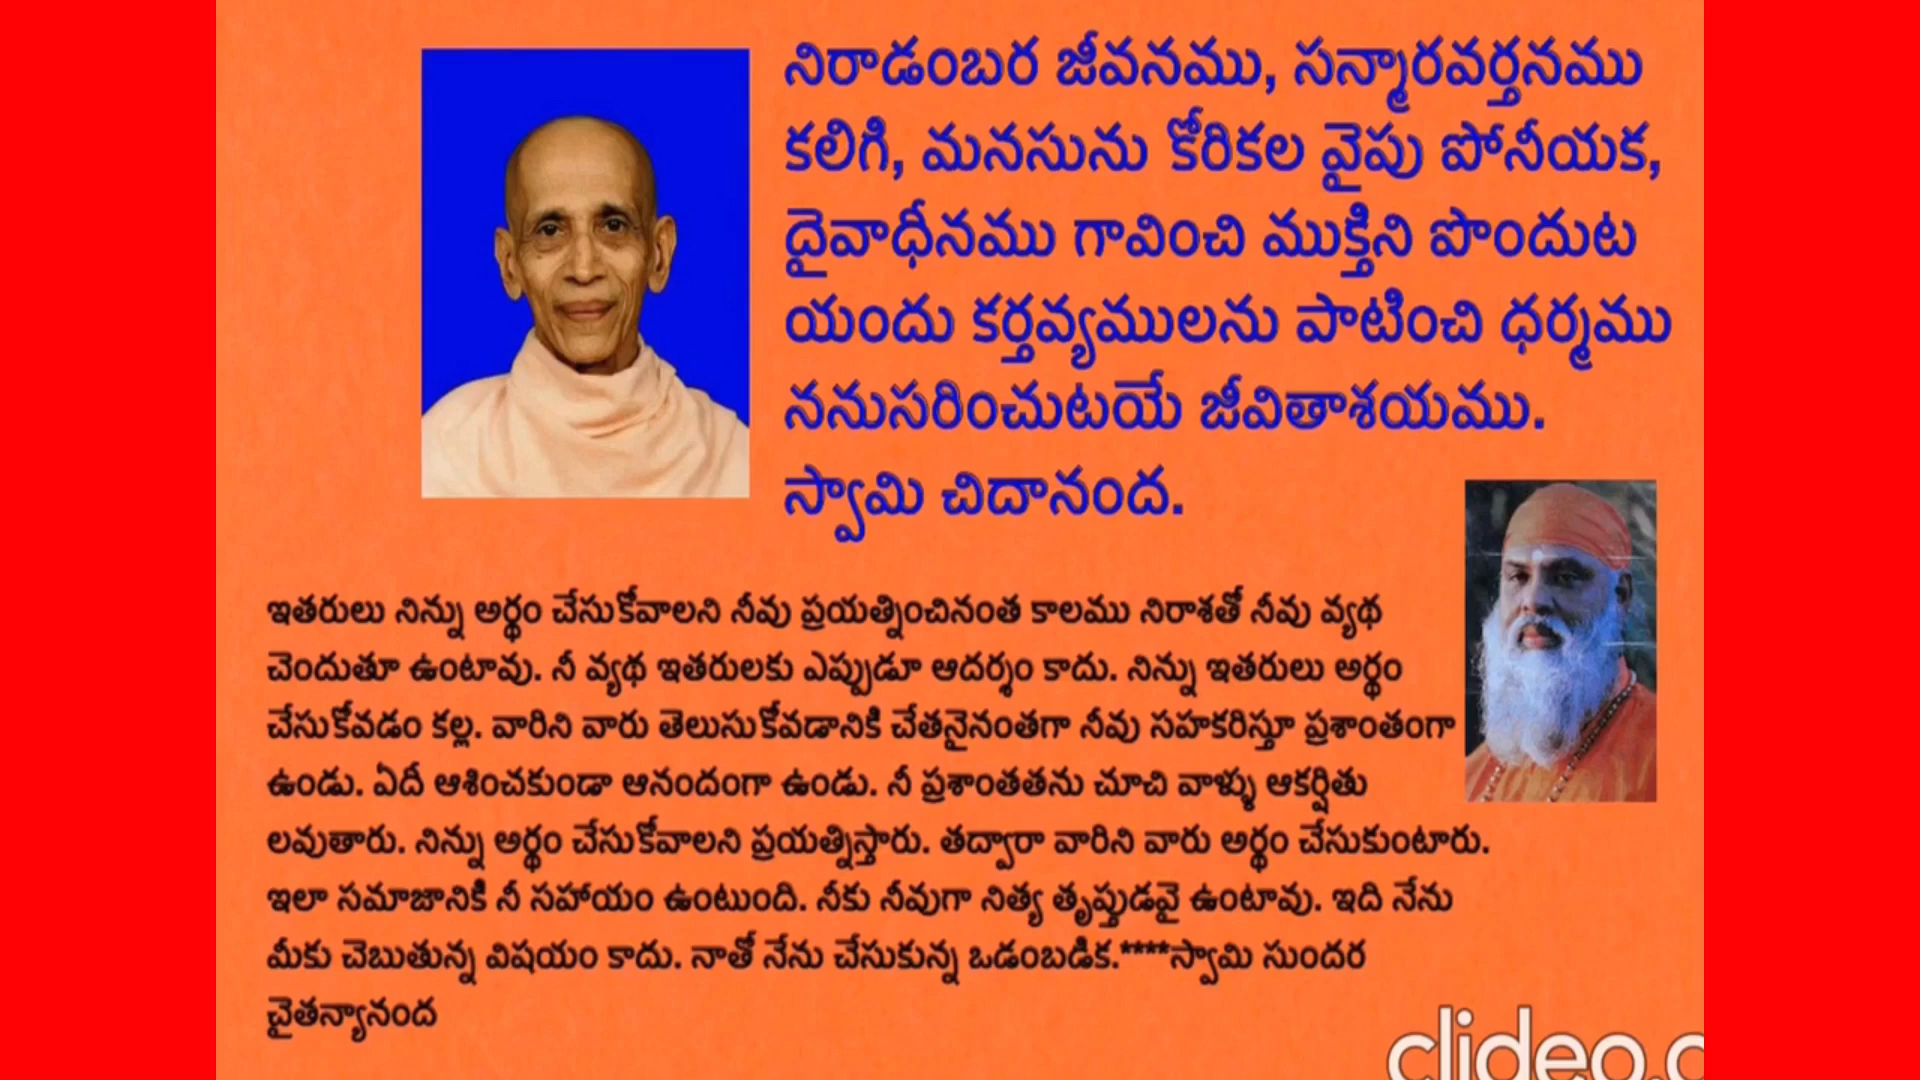 నిరాడంబర జీవనము, సన్మారవర్తనము
కలిగి, మనసును కోరికల వైపు పోనీయక,
దైవాధీనము గావించి ముక్తిని పొందుట
యందు కర్తవ్యములను పాటించి ధర్మము
ననుసరించుటయే జీవితాశయము.
స్వామి చిదానంద.
ఇతరులు నిన్ను అర్థం చేసుకోవాలని నీవు ప్రయత్నించినంత కాలము నిరాశతో నీవు వ్యథ
చెందుతూ ఉంటావు. నీ వ్యథ ఇతరులకు ఎప్పుడూ ఆదర్శం కాదు. నిన్ను ఇతరులు అర్థం
చేసుకోవడం కల్ల. వారిని వారు తెలుసుకోవడానికి చేతనైనంతగా నీవు సహకరిస్తూ ప్రశాంతంగా
ఉండు. ఏదీ ఆశించకుండా ఆనందంగా ఉండు. నీ ప్రశాంతతను చూచి వాళ్ళు ఆకర్షితు
లవుతారు. నిన్ను అర్థం చేసుకోవాలని ప్రయత్నిస్తారు. తద్వారా వారిని వారు అర్థం చేసుకుంటారు.
ఇలా సమాజానికి నీ సహాయం ఉంటుంది. నీకు నీవుగా నిత్య తృప్తుడవై ఉంటావు. ఇది నేను
మీకు చెబుతున్న విషయం కాదు. నాతో నేను చేసుకున్న ఒడంబడిక.****స్వామి సుందర
చైతన్యానంద
clideo.c